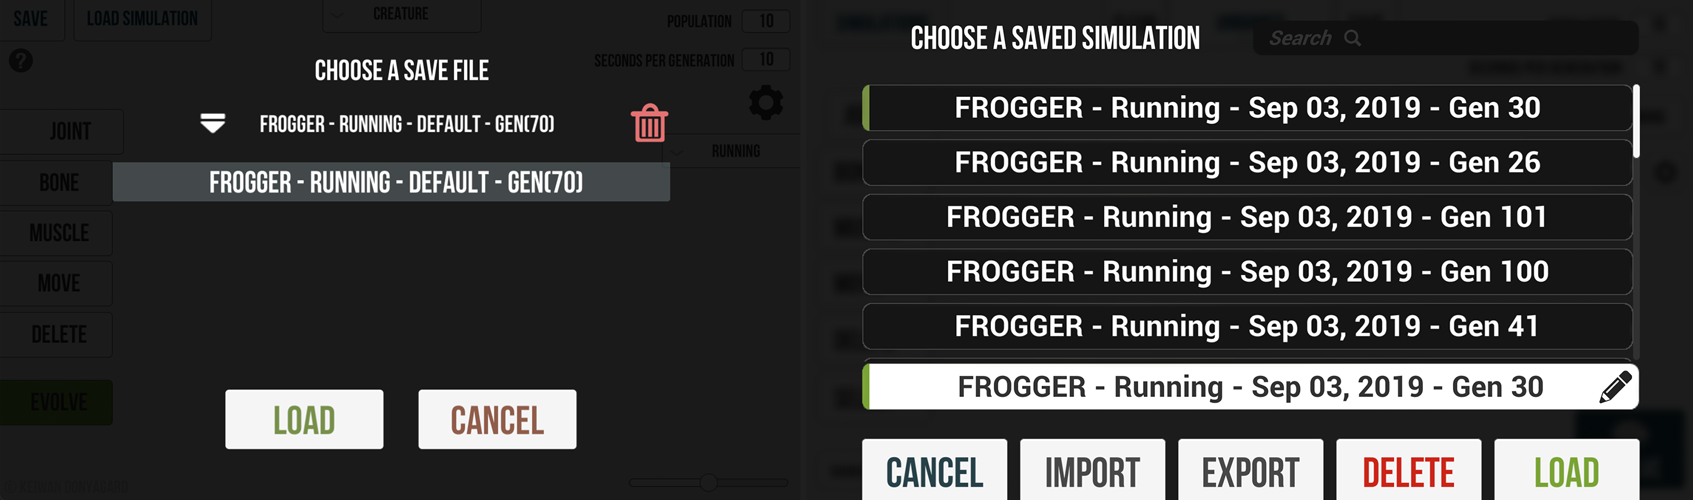 SAVE
LOAD SIMULATION
CREATURE
POPULATION 10
SECONDS PER GENERATION 10
?
CHOOSE A SAVE FILE
FROGGER - RUNNING - DEFAULT - GEN(70)
RUNNING
FROGGER - RUNNING - DEFAULT - GEN(70)
JOINT
BONE
MUSCLE
MOVE
DELETE
EVOLVE
LOAD
CANCEL
CHOOSE A SAVED SIMULATION
Search
FROGGER - Running - Sep 03, 2019 - Gen 30
FROGGER - Running - Sep 03, 2019 - Gen 26
FROGGER - Running - Sep 03, 2019 - Gen 101
FROGGER - Running - Sep 03, 2019 - Gen 100
FROGGER - Running - Sep 03, 2019 - Gen 41
FROGGER - Running - Sep 03, 2019 - Gen 30
CANCEL
IMPORT
EXPORT
DELETE
LOAD